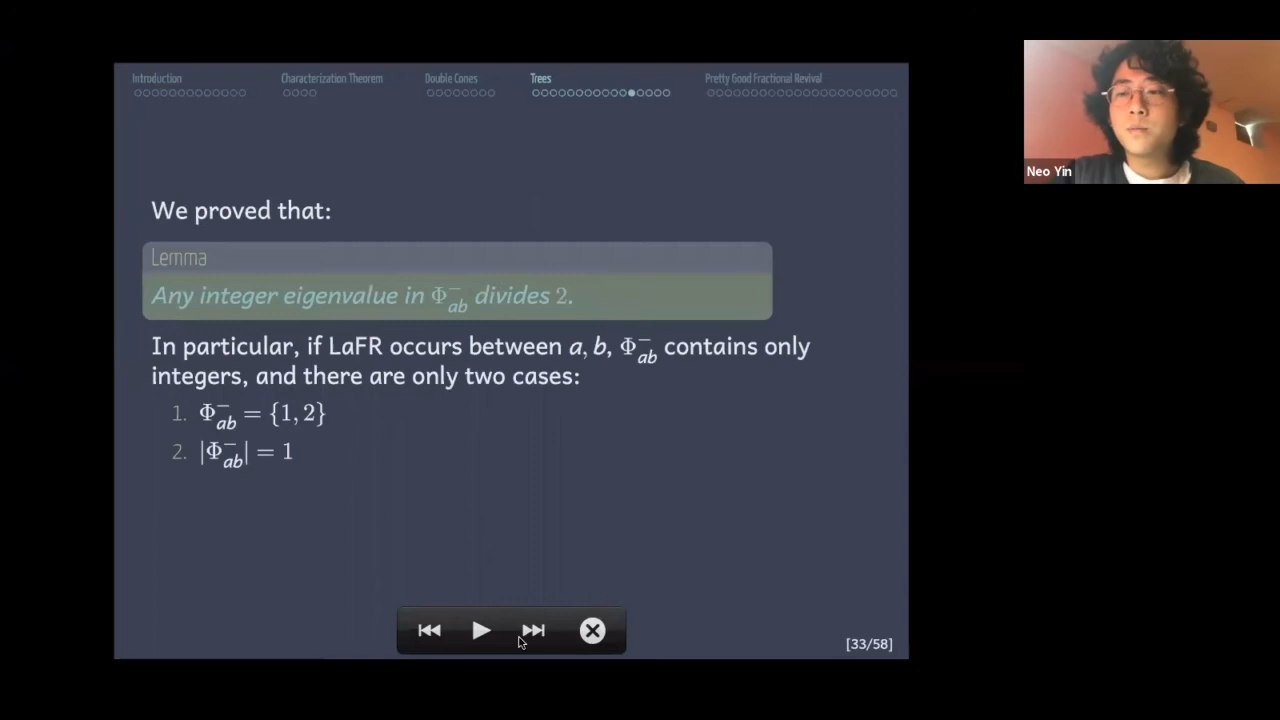 Introduction
Characterization Theorem
Double Cones
Trees
Pretty Good Fractional Revival
Neo Yin
We proved that:
Lemma
Any integer eigenvalue in Φ⁻ab divides 2.
In particular, if LaFR occurs between a, b, Φ⁻ab contains only
integers, and there are only two cases:
1. Φ⁻ab = {1, 2}
2. |Φ⁻ab| = 1
[33/58]